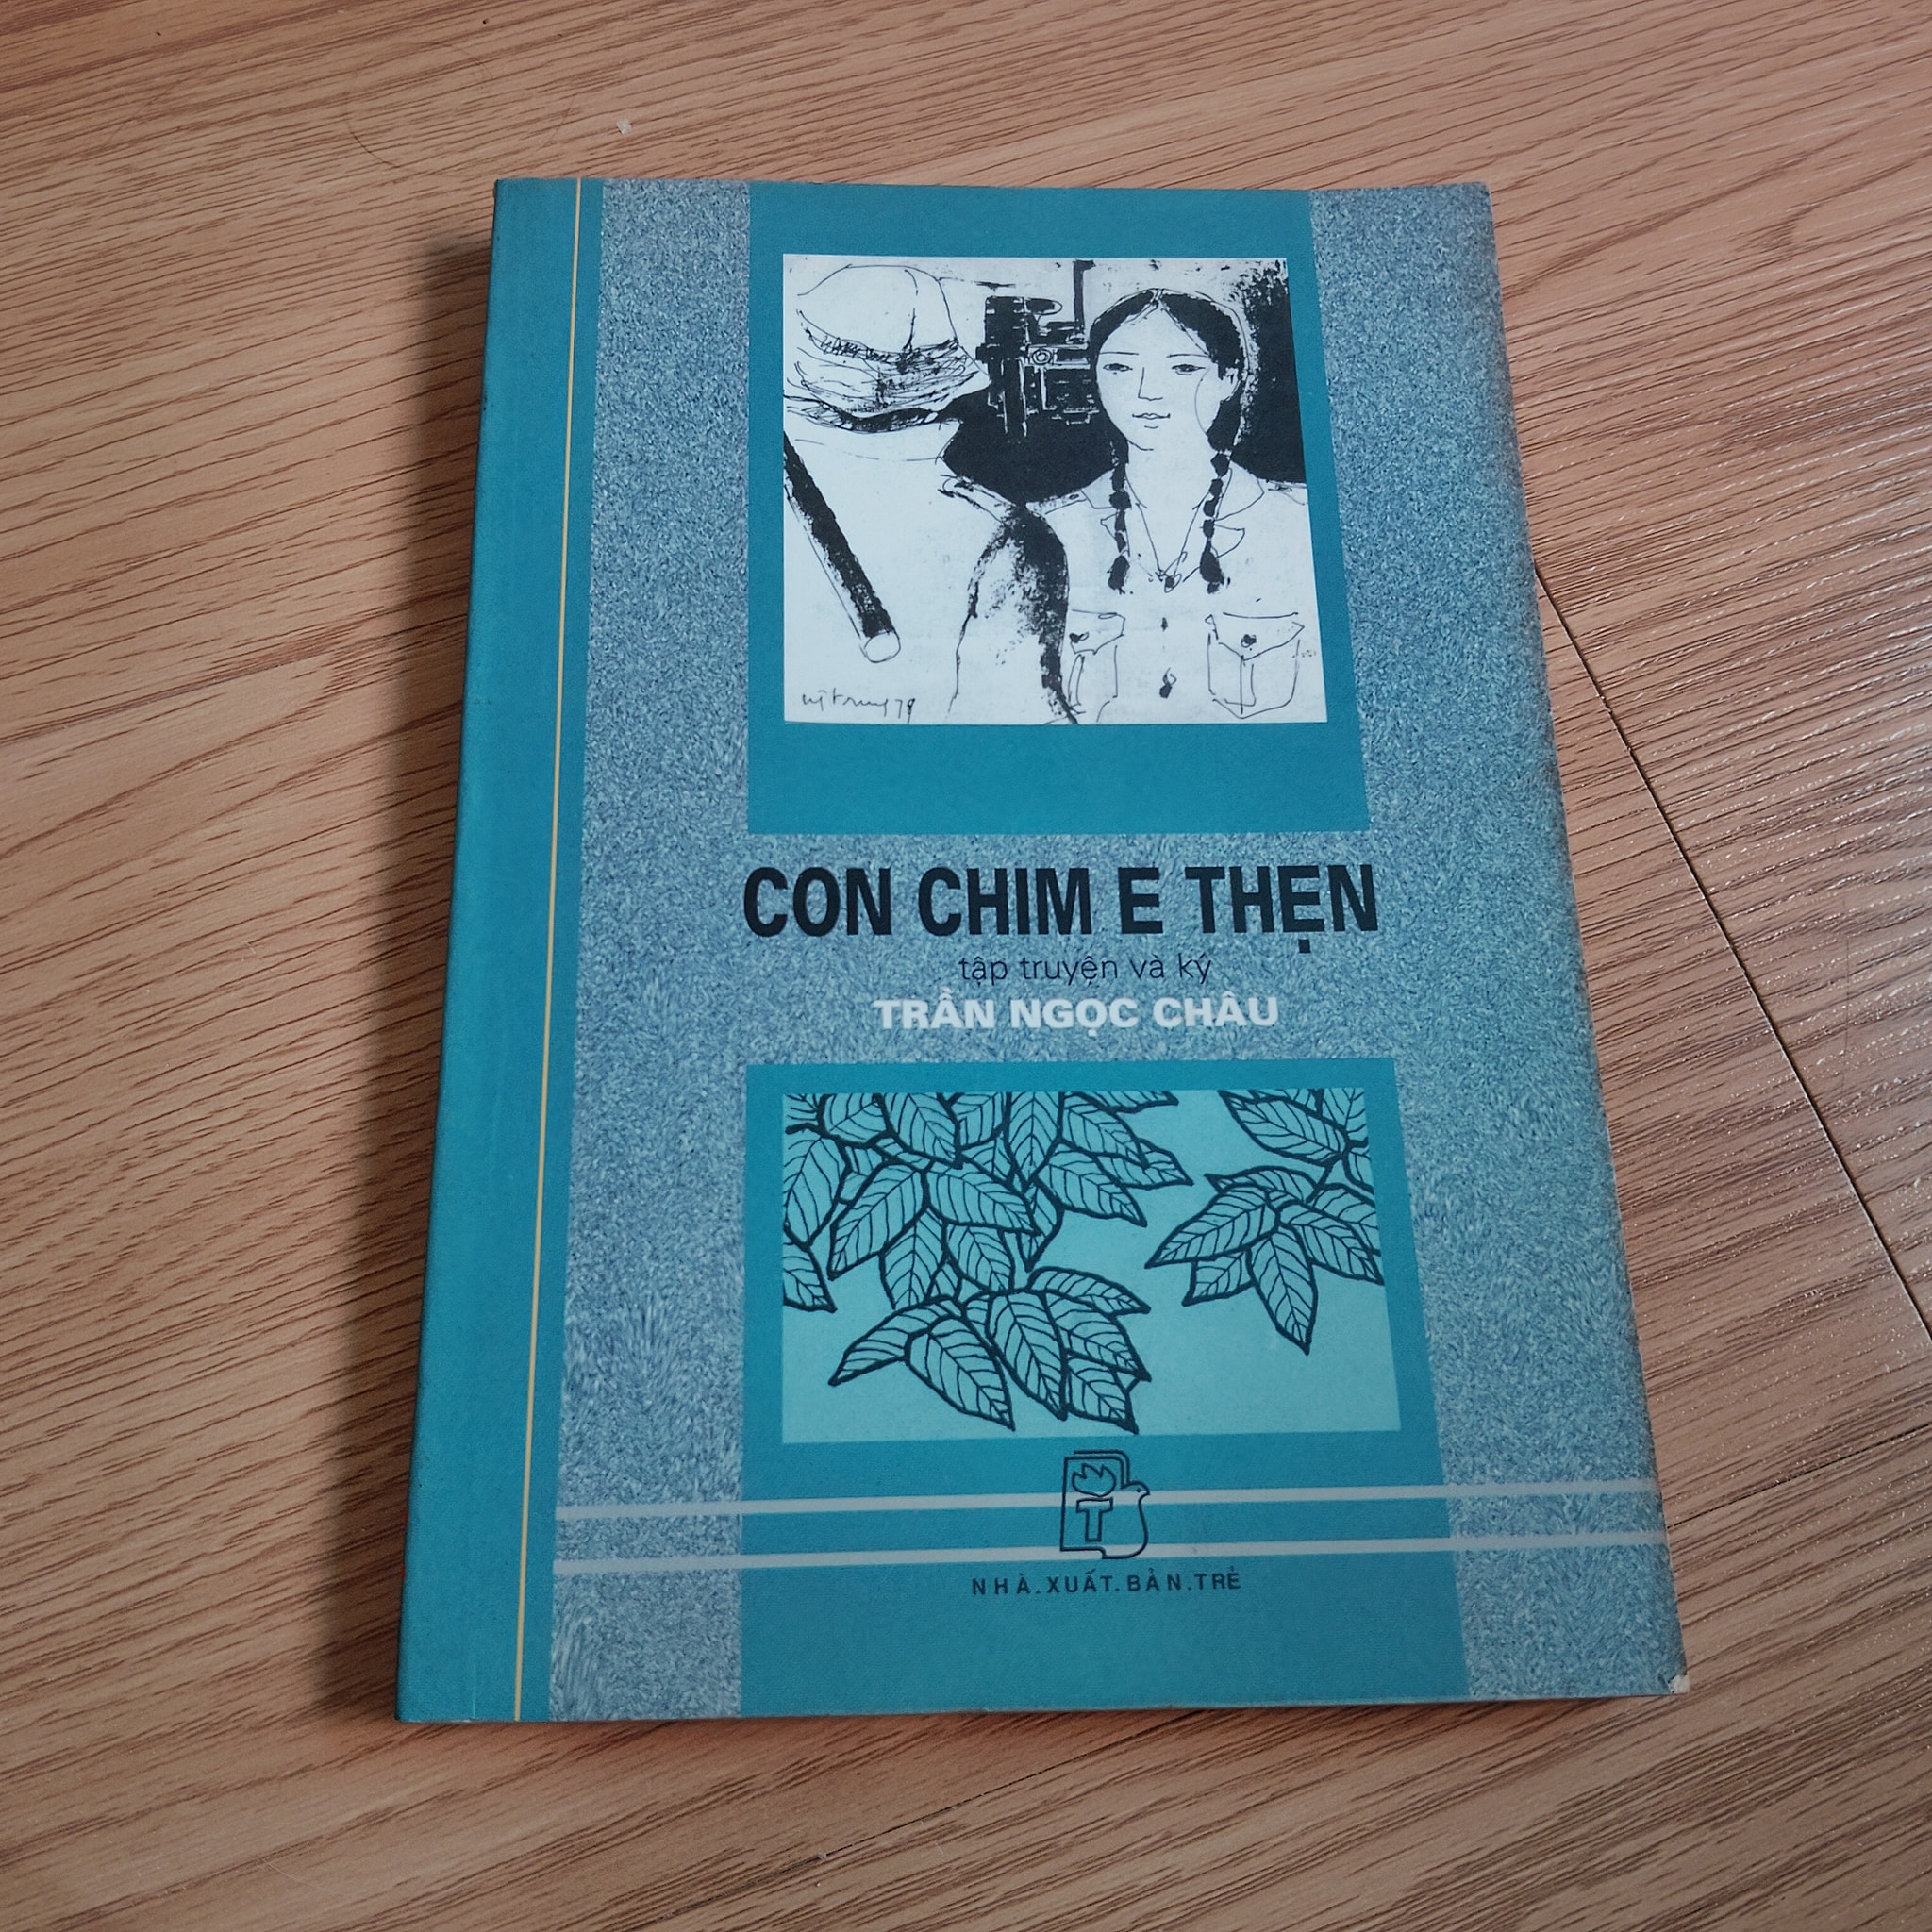 CON CHIM E THẸN
tập truyện và ký
TRẦN NGỌC CHÂU
T
NHÀ.XUẤT.BẢN.TRẺ